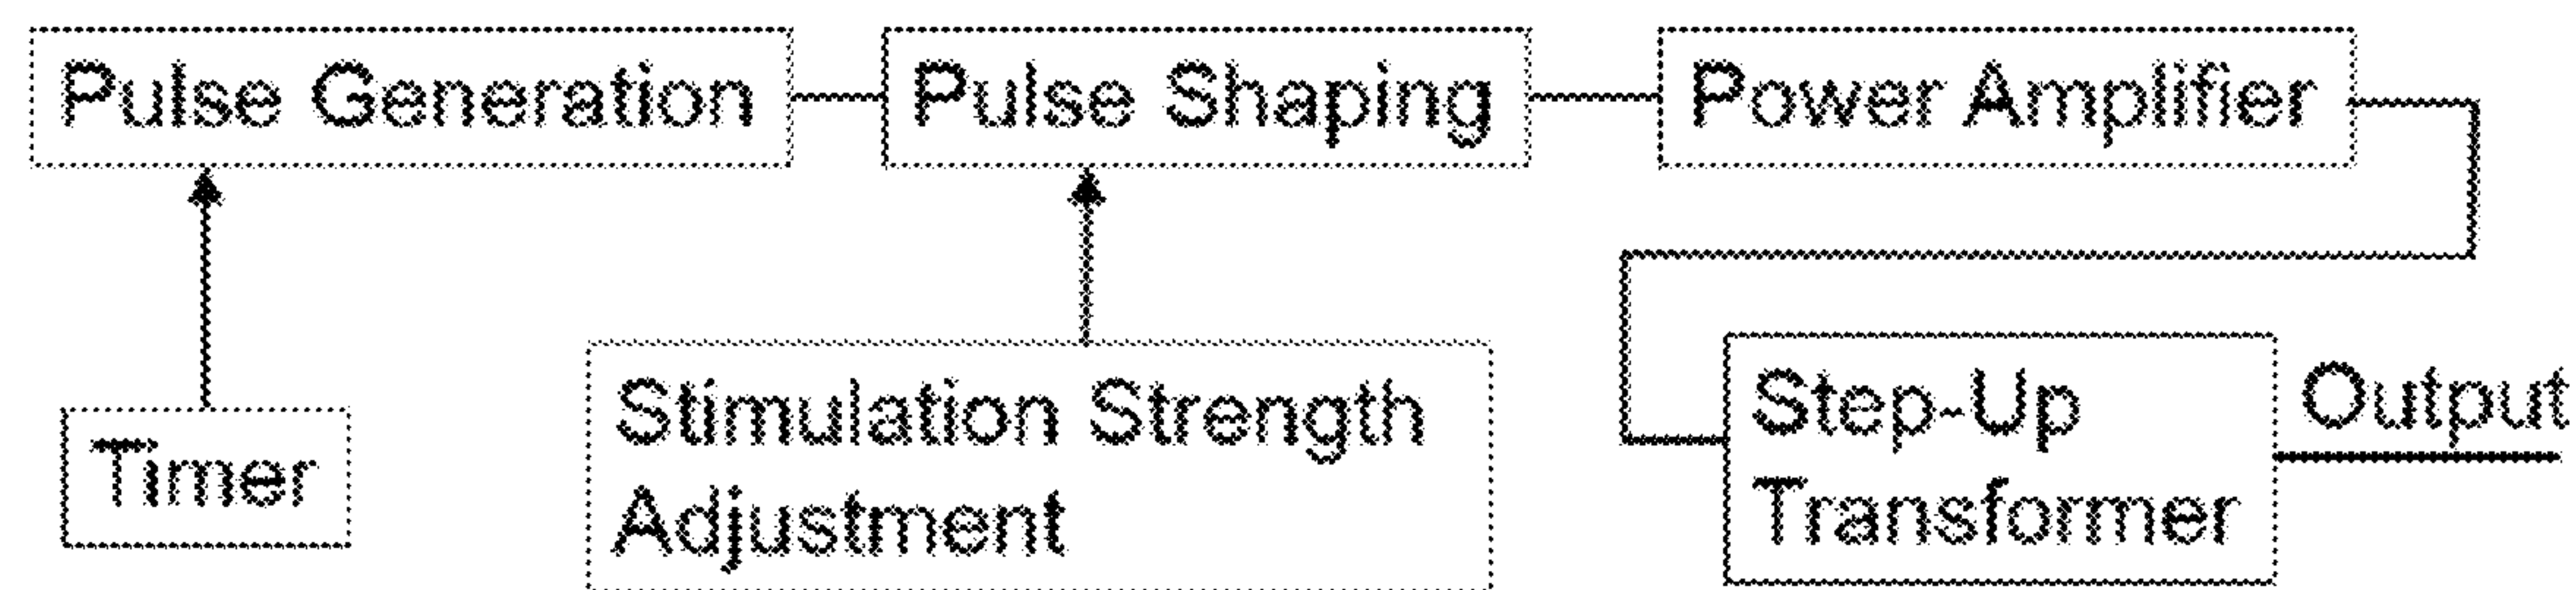 Pulse Generation
Pulse Shaping
Power Amplifier
Timer
Stimulation Strength
Adjustment
Step-Up
Transformer
Output